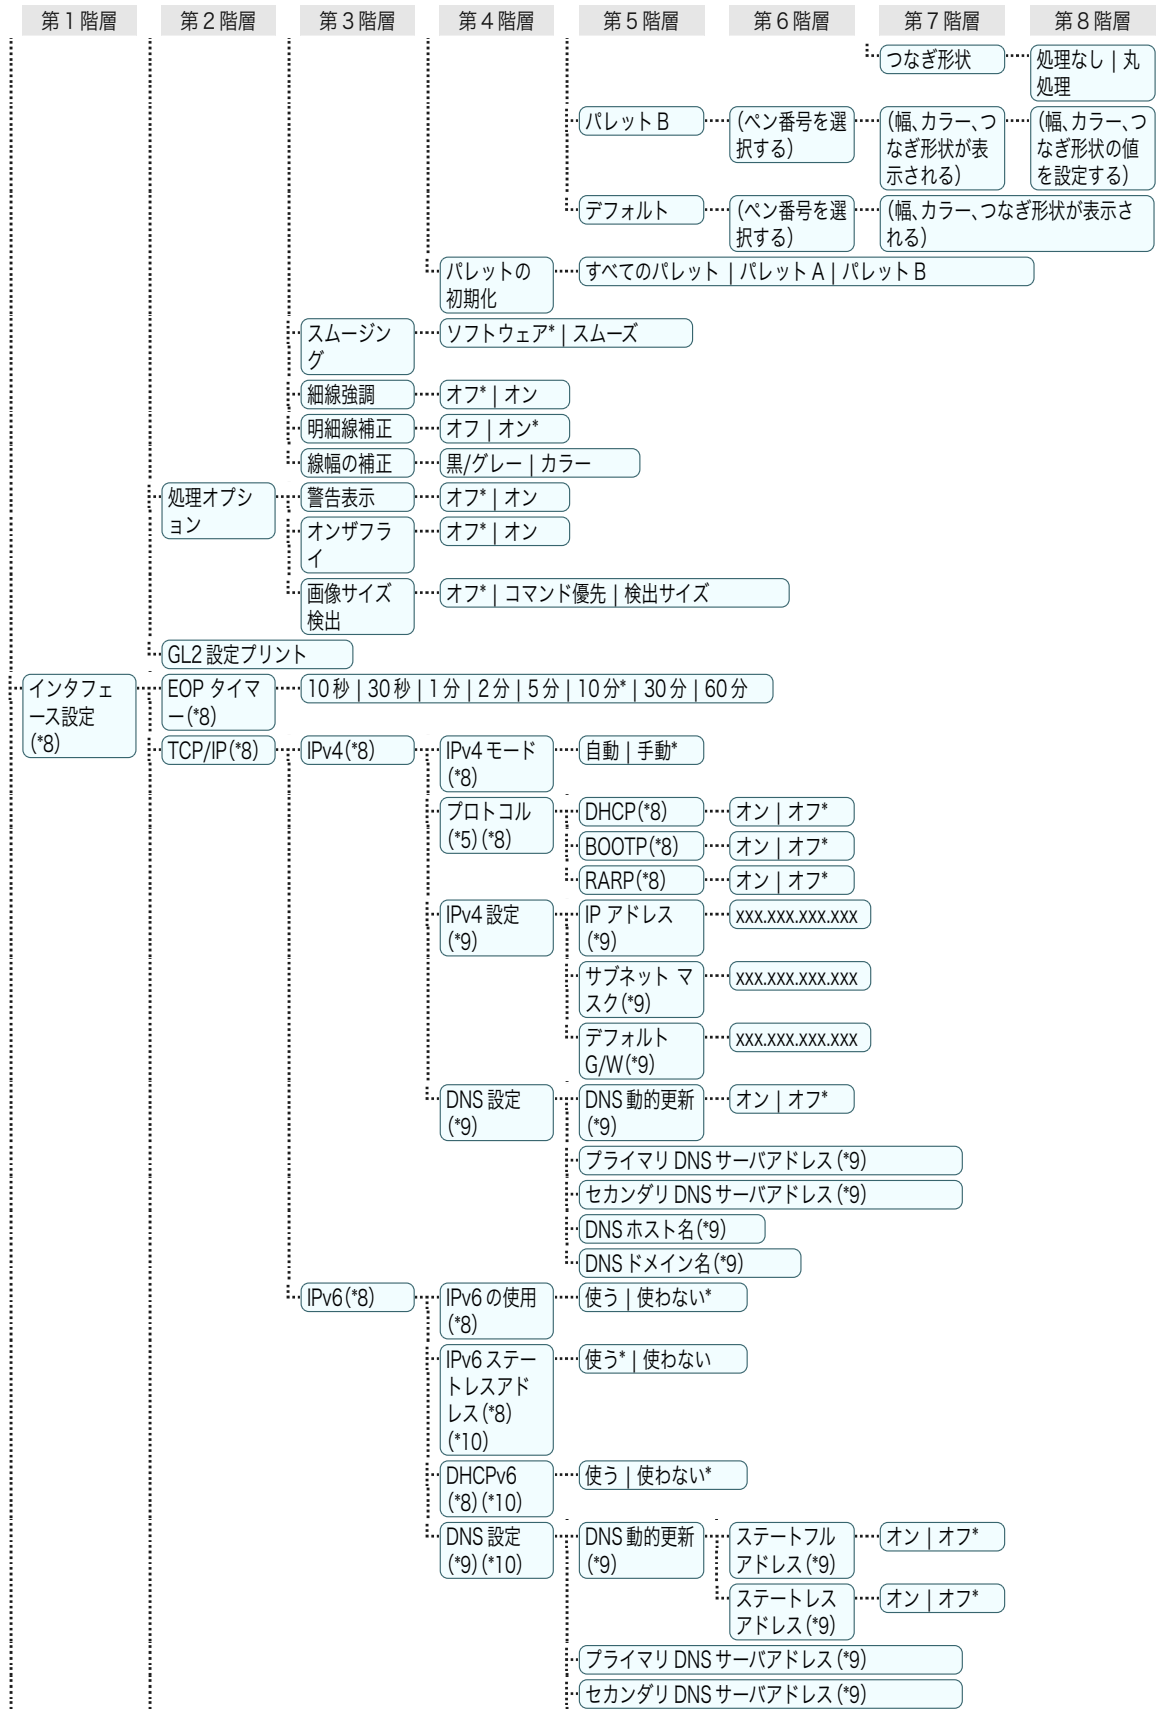 第1階層 第2階層 第3階層 第4階層 第5階層 第6階層 第7階層 第8階層
つなぎ形状
処理なし | 丸
処理
パレット B
(ペン番号を選
択する)
(幅、カラー、つ
なぎ形状が表
示される)
(幅、カラー、つ
なぎ形状の値
を設定する)
デフォルト
(ペン番号を選
択する)
(幅、カラー、つなぎ形状が表示さ
れる)
パレットの
初期化
すべてのパレット | パレット A | パレット B
スムージン
グ
ソフトウェア* | スムーズ
細線強調
オフ* | オン
明細線補正
オフ | オン*
線幅の補正
黒/グレー | カラー
処理オプシ
ョン
警告表示
オフ* | オン
オンザフラ
イ
オフ* | オン
画像サイズ
検出
オフ* | コマンド優先 | 検出サイズ
GL2 設定プリント
インタフェ
ース設定
(*8)
EOP タイマ
ー(*8)
10秒 | 30秒 | 1分 | 2分 | 5分 | 10分* | 30分 | 60分
TCP/IP(*8)
IPv4(*8)
IPv4 モード
(*8)
自動 | 手動*
プロトコル
(*5) (*8)
DHCP(*8)
オン | オフ*
BOOTP(*8)
オン | オフ*
RARP(*8)
オン | オフ*
IPv4 設定
(*9)
IP アドレス
(*9)
xxx.xxx.xxx.xxx
サブネット マ
スク(*9)
xxx.xxx.xxx.xxx
デフォルト
G/W(*9)
xxx.xxx.xxx.xxx
DNS 設定
(*9)
DNS 動的更新
(*9)
オン | オフ*
プライマリ DNS サーバアドレス(*9)
セカンダリ DNS サーバアドレス(*9)
DNS ホスト名(*9)
DNS ドメイン名(*9)
IPv6(*8)
IPv6 の使用
(*8)
使う | 使わない*
IPv6 ステー
トレスアド
レス(*8)
(*10)
使う* | 使わない
DHCPv6
(*8) (*10)
使う | 使わない*
DNS 設定
(*9) (*10)
DNS 動的更新
(*9)
ステートフル
アドレス(*9)
オン | オフ*
ステートレス
アドレス(*9)
オン | オフ*
プライマリ DNS サーバアドレス(*9)
セカンダリ DNS サーバアドレス(*9)